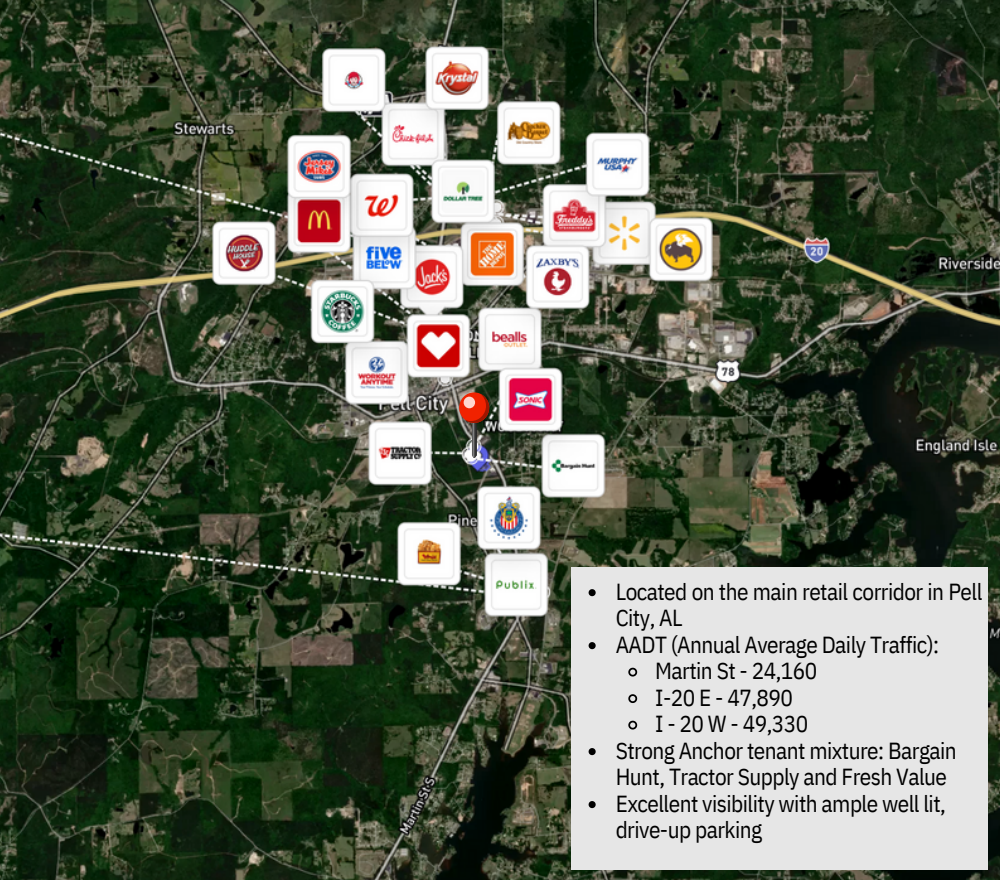 Krystal
Chick-fil-A
Cracker Barrel
Stewarts
Jersey Mike's
SUBS
MURPHY
USA
DOLLAR TREE
Freddy's
HUDDLE
HOUSE
five
BELOW
THE
HOME
DEPOT
Jack's
ZAXBY'S
20
Riverside
STARBUCKS
COFFEE
bealls
OUTLET
78
WORKOUT
ANYTIME
Pell City
SONIC
England Isle
TRACTOR
SUPPLY CO
Bargain Hunt
Pine
Publix
Martin St S
• Located on the main retail corridor in Pell
City, AL
• AADT (Annual Average Daily Traffic):
○ Martin St - 24,160
○ I-20 E - 47,890
○ I - 20 W - 49,330
• Strong Anchor tenant mixture: Bargain
Hunt, Tractor Supply and Fresh Value
• Excellent visibility with ample well lit,
drive-up parking